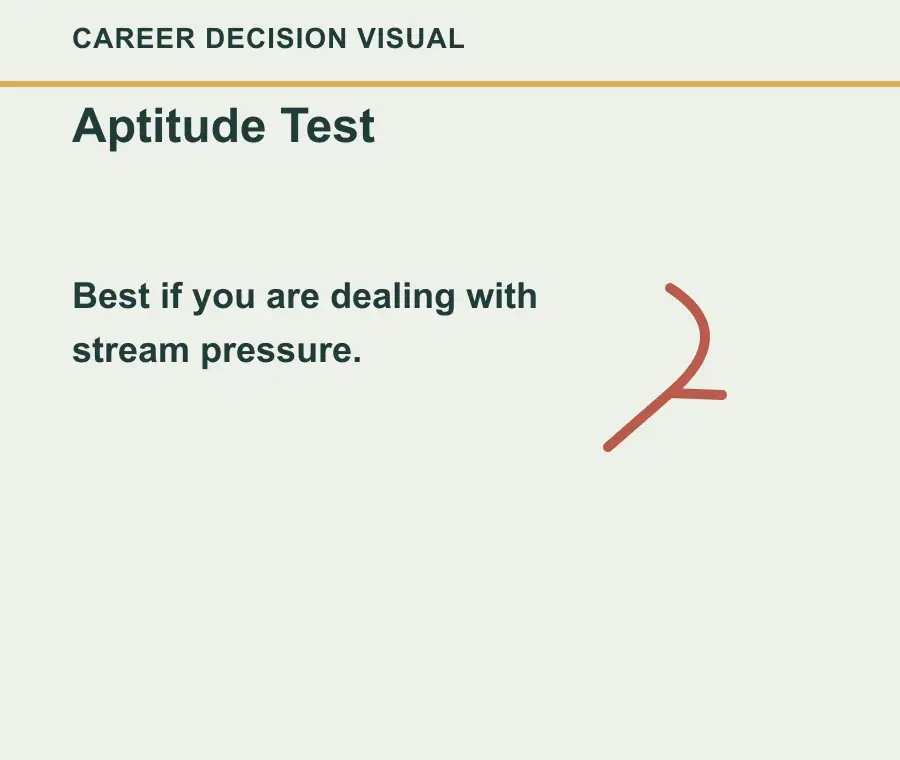 CAREER DECISION VISUAL
Aptitude Test
Best if you are dealing with
stream pressure.